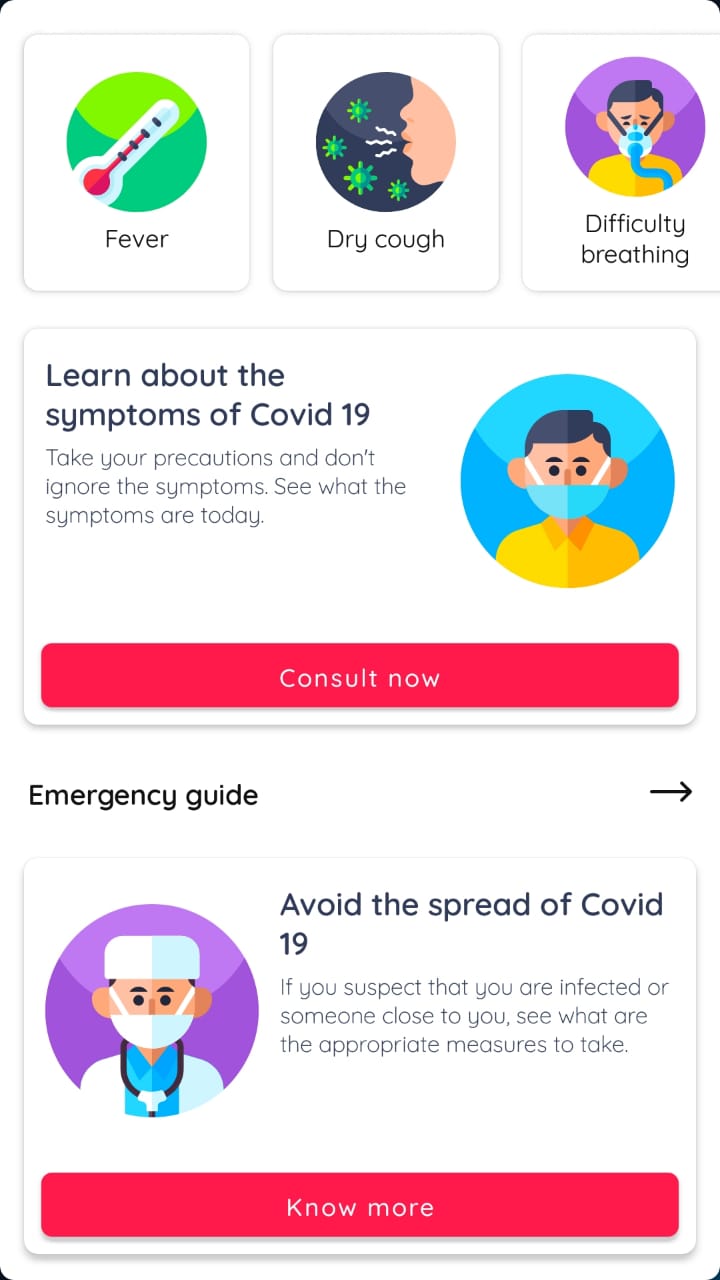 Fever
Dry cough
Difficulty
breathing
Learn about the
symptoms of Covid 19
Take your precautions and don't
ignore the symptoms. See what the
symptoms are today.
Consult now
Emergency guide
Avoid the spread of Covid
19
If you suspect that you are infected or
someone close to you, see what are
the appropriate measures to take.
Know more